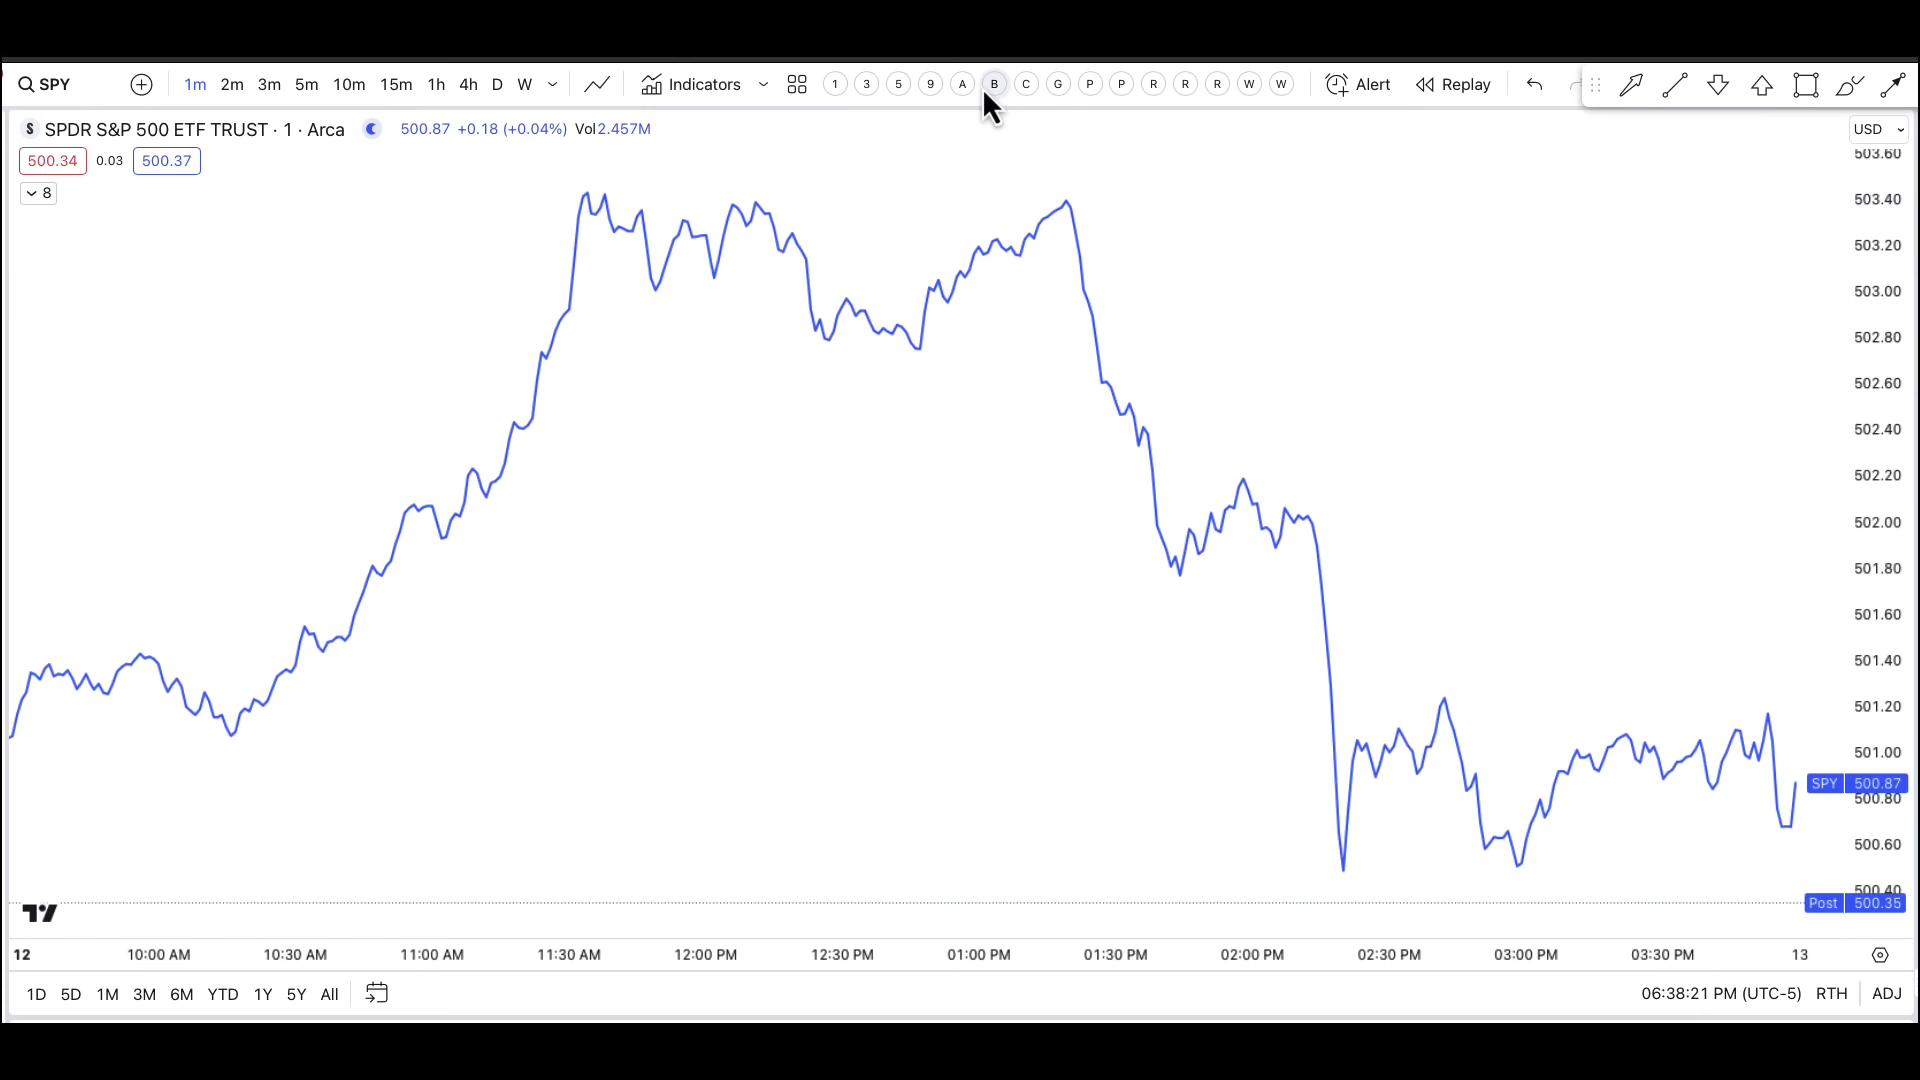 SPY 1m 2m 3m 5m 10m 15m 1h 4h D W Indicators 1 3 5 9 A B C G P P R R R W W Alert Replay
S SPDR S&P 500 ETF TRUST · 1 · Arca 500.87 +0.18 (+0.04%) Vol2.457M
USD
500.34 0.03 500.37
8
503.60
503.40
503.20
503.00
502.80
502.60
502.40
502.20
502.00
501.80
501.60
501.40
501.20
501.00
SPY 500.87
500.80
500.60
500.40
Post 500.35
12 10:00 AM 10:30 AM 11:00 AM 11:30 AM 12:00 PM 12:30 PM 01:00 PM 01:30 PM 02:00 PM 02:30 PM 03:00 PM 03:30 PM 13
1D 5D 1M 3M 6M YTD 1Y 5Y All 06:38:21 PM (UTC-5) RTH ADJ